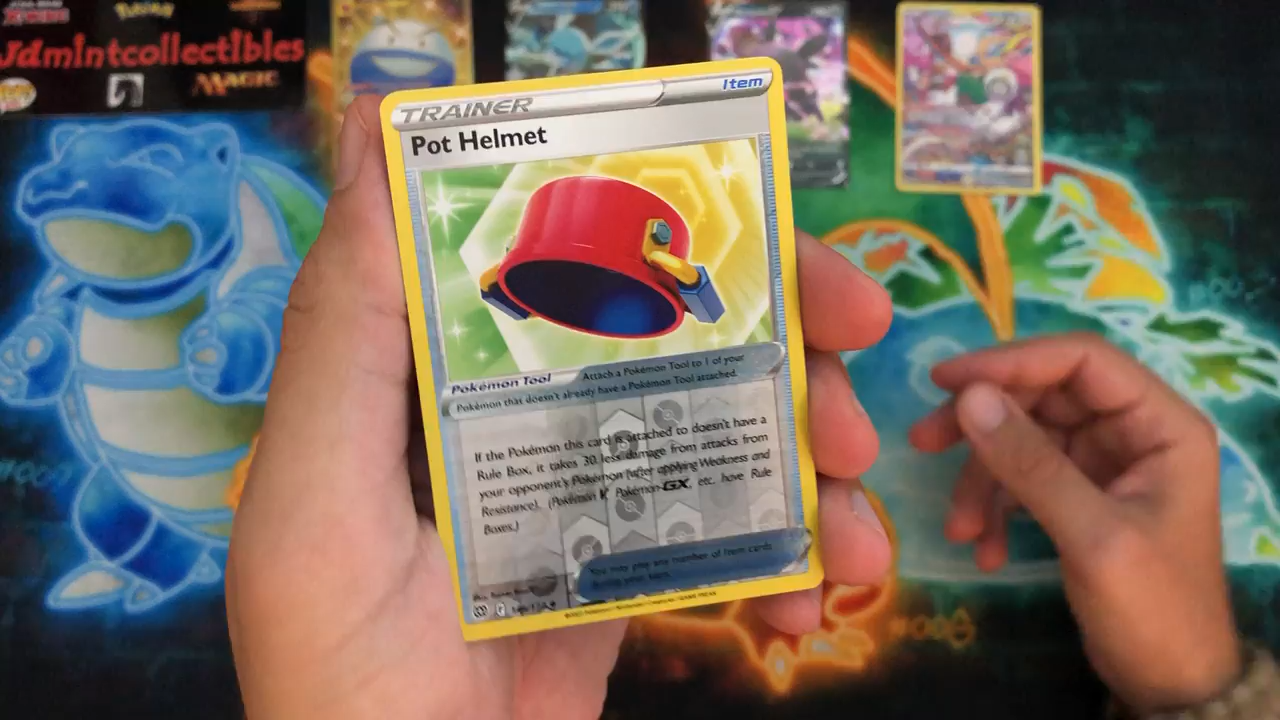 POKéMON
Jdmintcollectibles
MAGIC
TRAINER
Item
Pot Helmet
Pokémon Tool
Attach a Pokémon Tool to 1 of your
Pokémon that doesn't already have a Pokémon Tool attached.
If the Pokémon this card is attached to doesn't have a
Rule Box, it takes 30 less damage from attacks from
your opponent's Pokémon (after applying Weakness and
Resistance). (Pokémon V, Pokémon-GX, etc. have Rule
Boxes.)
You may play any number of Item cards
during your turn.
#009
#006